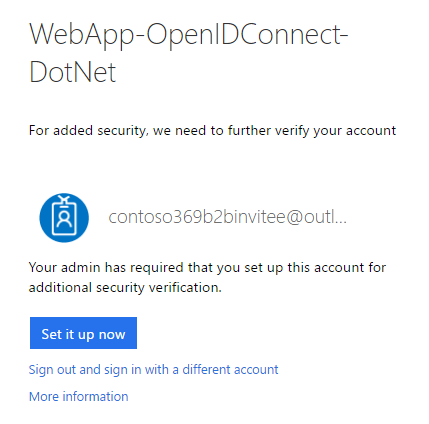 WebApp-OpenIDConnect-
DotNet
For added security, we need to further verify your account
contoso369b2binvitee@outl...
Your admin has required that you set up this account for
additional security verification.
Set it up now
Sign out and sign in with a different account
More information